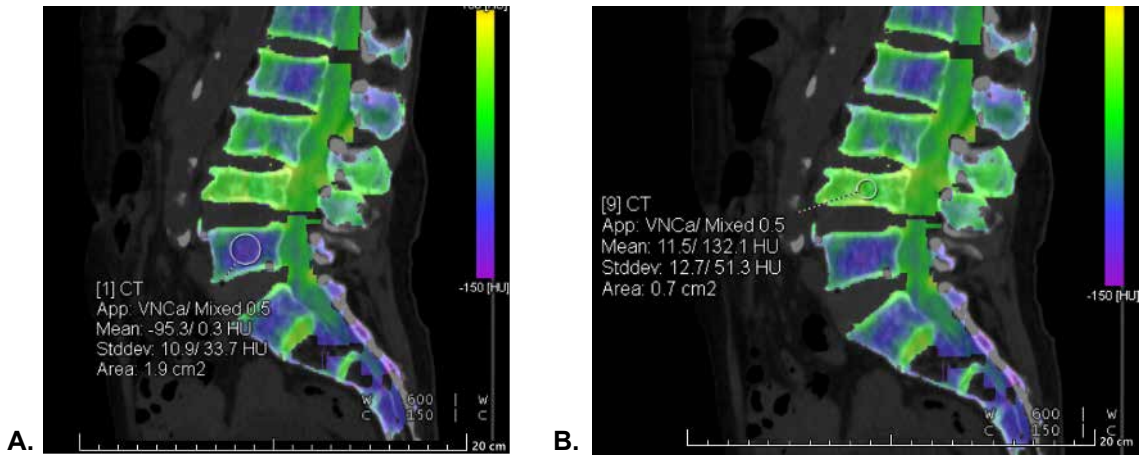 [HU]
-150 [HU]
[1] CT
App: VNCa/ Mixed 0.5
Mean: -95.3/ 0.3 HU
Stddev: 10.9/ 33.7 HU
Area: 1.9 cm2
W 600 | W
C 150 | C
20 cm
A.
[9] CT
App: VNCa/ Mixed 0.5
Mean: 11.5/ 132.1 HU
Stddev: 12.7/ 51.3 HU
Area: 0.7 cm2
-150 [HU]
W 600 | W
C 150 | C
20 cm
B.